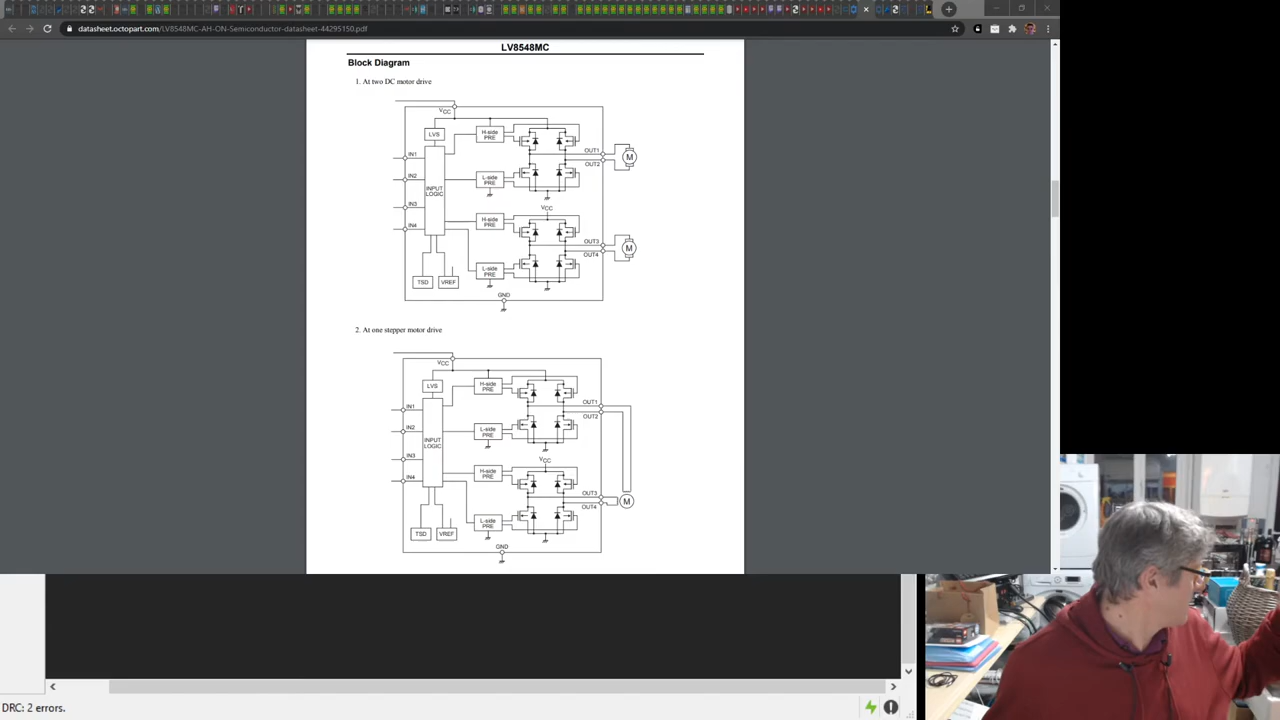 datasheet.octopart.com/LV8548MC-AH-ON-Semiconductor-datasheet-44295150.pdf
LV8548MC
Block Diagram
1. At two DC motor drive
VCC
LVS
H-side PRE
IN1
OUT1
M
OUT2
IN2
L-side PRE
INPUT LOGIC
IN3
VCC
H-side PRE
IN4
OUT3
M
OUT4
L-side PRE
TSD
VREF
GND
2. At one stepper motor drive
VCC
LVS
H-side PRE
IN1
OUT1
OUT2
IN2
L-side PRE
INPUT LOGIC
IN3
VCC
H-side PRE
IN4
OUT3
M
OUT4
L-side PRE
TSD
VREF
GND
DRC: 2 errors.